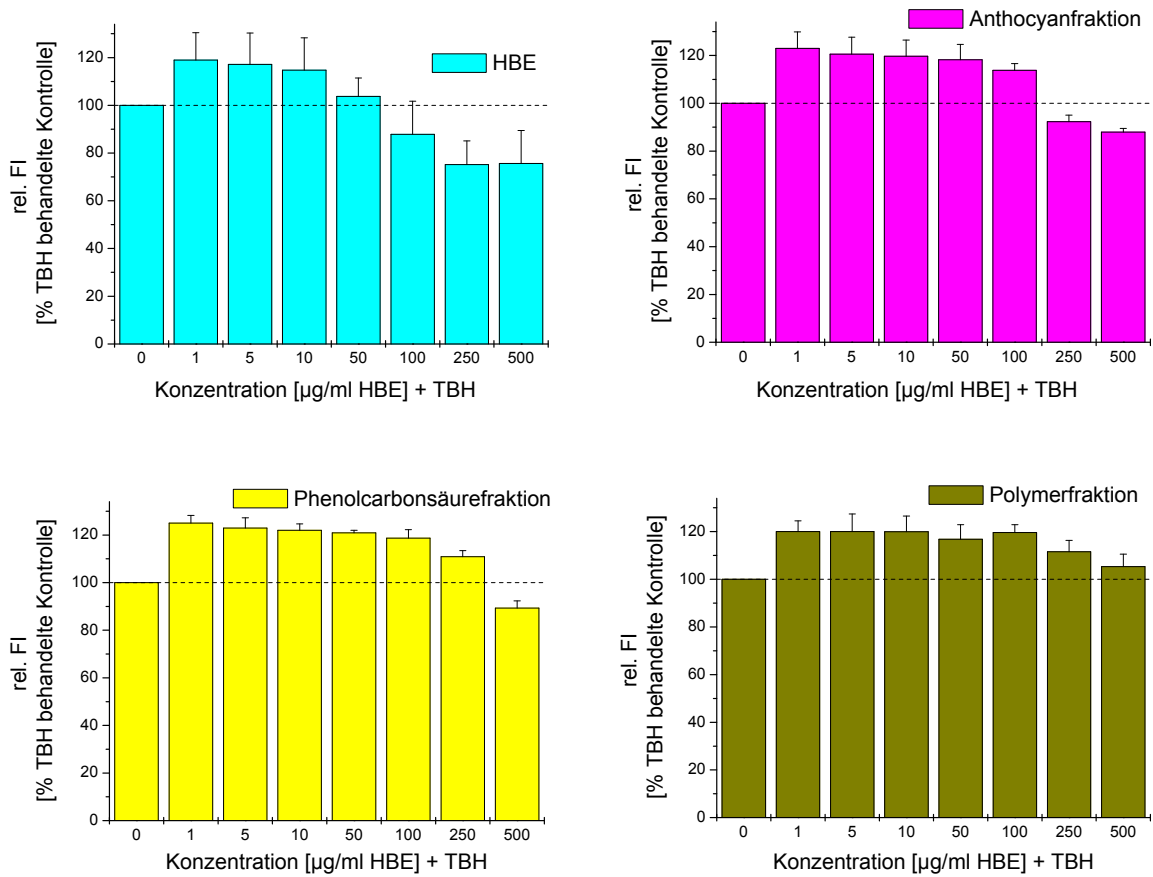 HBE
rel. FI
[% TBH behandelte Kontrolle]
120
100
80
60
40
20
0
0 1 5 10 50 100 250 500
Konzentration [µg/ml HBE] + TBH
Anthocyanfraktion
rel. FI
[% TBH behandelte Kontrolle]
120
100
80
60
40
20
0
0 1 5 10 50 100 250 500
Konzentration [µg/ml HBE] + TBH
Phenolcarbonsäurefraktion
rel. FI
[% TBH behandelte Kontrolle]
120
100
80
60
40
20
0
0 1 5 10 50 100 250 500
Konzentration [µg/ml HBE] + TBH
Polymerfraktion
rel. FI
[% TBH behandelte Kontrolle]
120
100
80
60
40
20
0
0 1 5 10 50 100 250 500
Konzentration [µg/ml HBE] + TBH